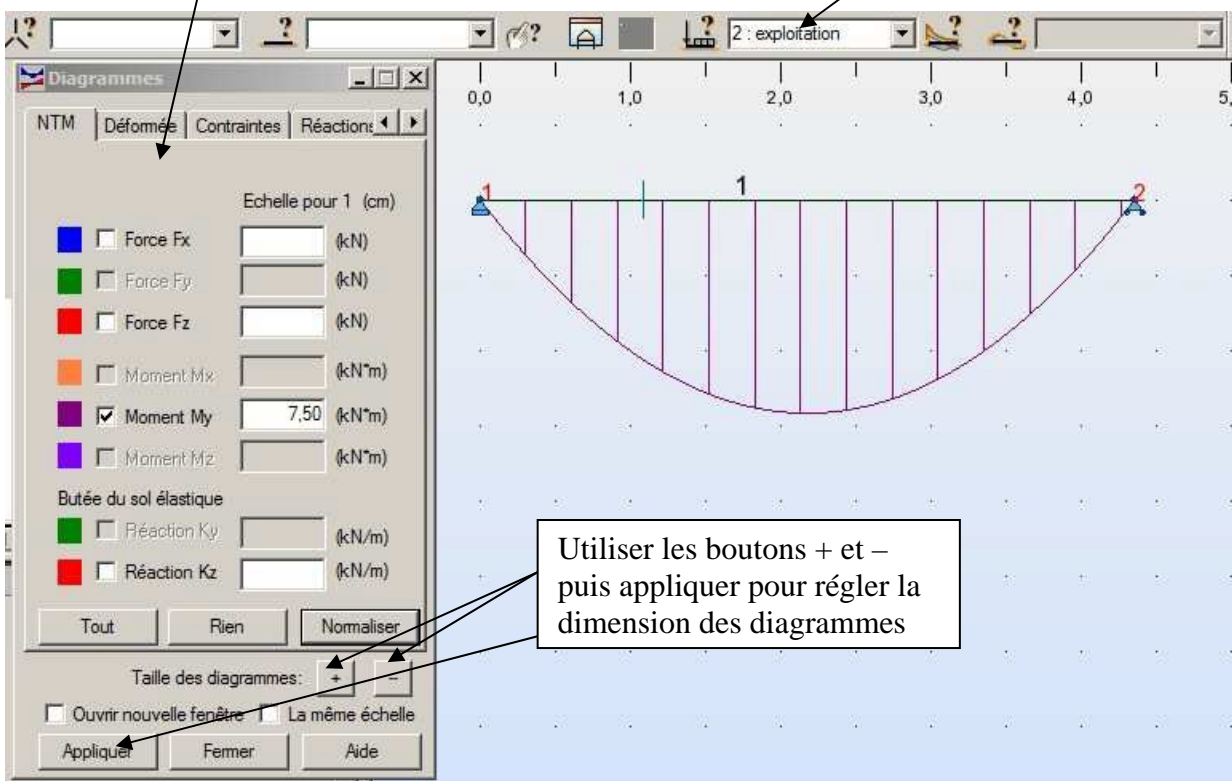 2 : exploitation
Diagrammes
NTM Déformée Contraintes Réactions
Echelle pour 1 (cm)
Force Fx (kN)
Force Fy (kN)
Force Fz (kN)
Moment Mx (kN*m)
Moment My 7,50 (kN*m)
Moment Mz (kN*m)
Butée du sol élastique
Réaction Ky (kN/m)
Réaction Kz (kN/m)
Tout Rien Normaliser
Taille des diagrammes: + -
Ouvrir nouvelle fenêtre La même échelle
Appliquer Fermer Aide
0,0 1,0 2,0 3,0 4,0 5,
1 1 2
Utiliser les boutons + et –
puis appliquer pour régler la
dimension des diagrammes